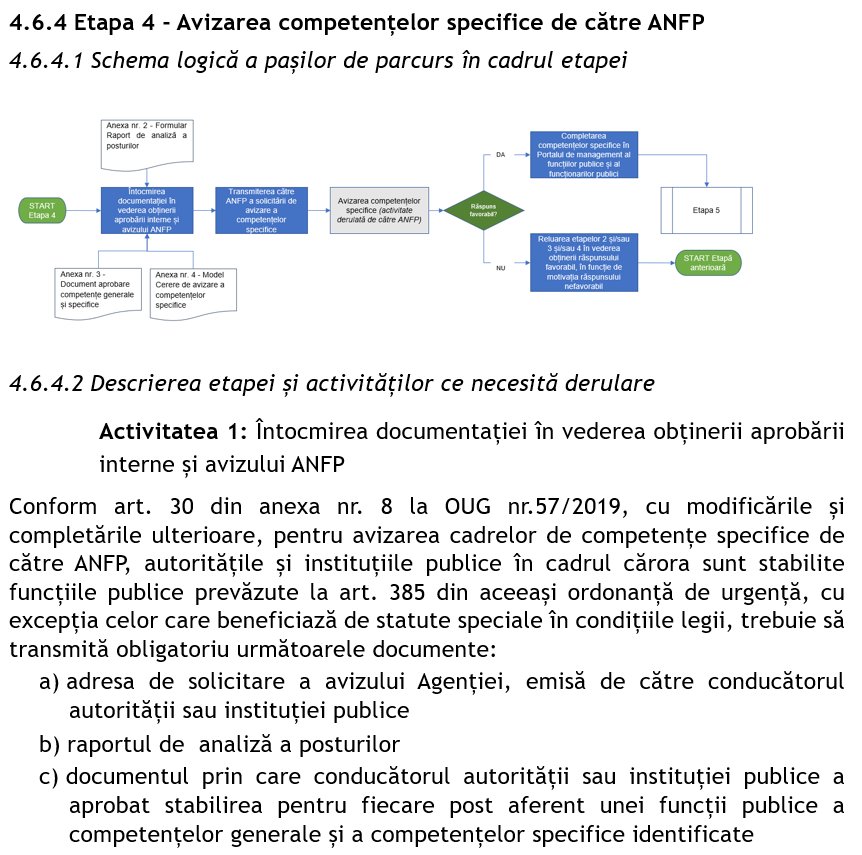 4.6.4 Etapa 4 - Avizarea competențelor specifice de către ANFP
4.6.4.1 Schema logică a pașilor de parcurs în cadrul etapei
Anexa nr. 2 - Formular
Raport de analiză a
posturilor
START
Etapa 4
Întocmirea
documentației în
vederea obținerii
aprobării interne și
avizului ANFP
Anexa nr. 3 -
Document aprobare
competențe generale
și specifice
Anexa nr. 4 - Model
Cerere de avizare a
competențelor
specifice
Transmiterea către
ANFP a solicitării de
avizare a
competențelor
specifice
Avizarea competențelor
specifice (activitate
derulată de către ANFP)
Răspuns
favorabil?
DA
Completarea
competențelor specifice în
Portalul de management al
funcțiilor publice și al
funcționarilor publici
Etapa 5
NU
Reluarea etapelor 2 și/sau
3 și/sau 4 în vederea
obținerii răspunsului
favorabil, în funcție de
motivația răspunsului
nefavorabil
START Etapă
anterioară
4.6.4.2 Descrierea etapei și activităților ce necesită derulare
Activitatea 1: Întocmirea documentației în vederea obținerii aprobării
interne și avizului ANFP
Conform art. 30 din anexa nr. 8 la OUG nr.57/2019, cu modificările și
completările ulterioare, pentru avizarea cadrelor de competențe specifice de
către ANFP, autoritățile și instituțiile publice în cadrul cărora sunt stabilite
funcțiile publice prevăzute la art. 385 din aceeași ordonanță de urgență, cu
excepția celor care beneficiază de statute speciale în condițiile legii, trebuie să
transmită obligatoriu următoarele documente:
a) adresa de solicitare a avizului Agenției, emisă de către conducătorul
autorității sau instituției publice
b) raportul de  analiză a posturilor
c) documentul prin care conducătorul autorității sau instituției publice a
aprobat stabilirea pentru fiecare post aferent unei funcții publice a
competențelor generale și a competențelor specifice identificate